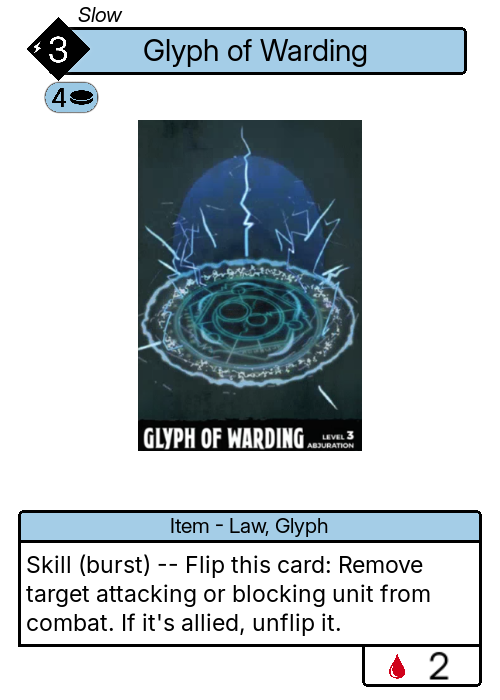 Slow
3
Glyph of Warding
4
GLYPH OF WARDING
LEVEL 3
ABJURATION
Item - Law, Glyph
Skill (burst) -- Flip this card: Remove
target attacking or blocking unit from
combat. If it's allied, unflip it.
2